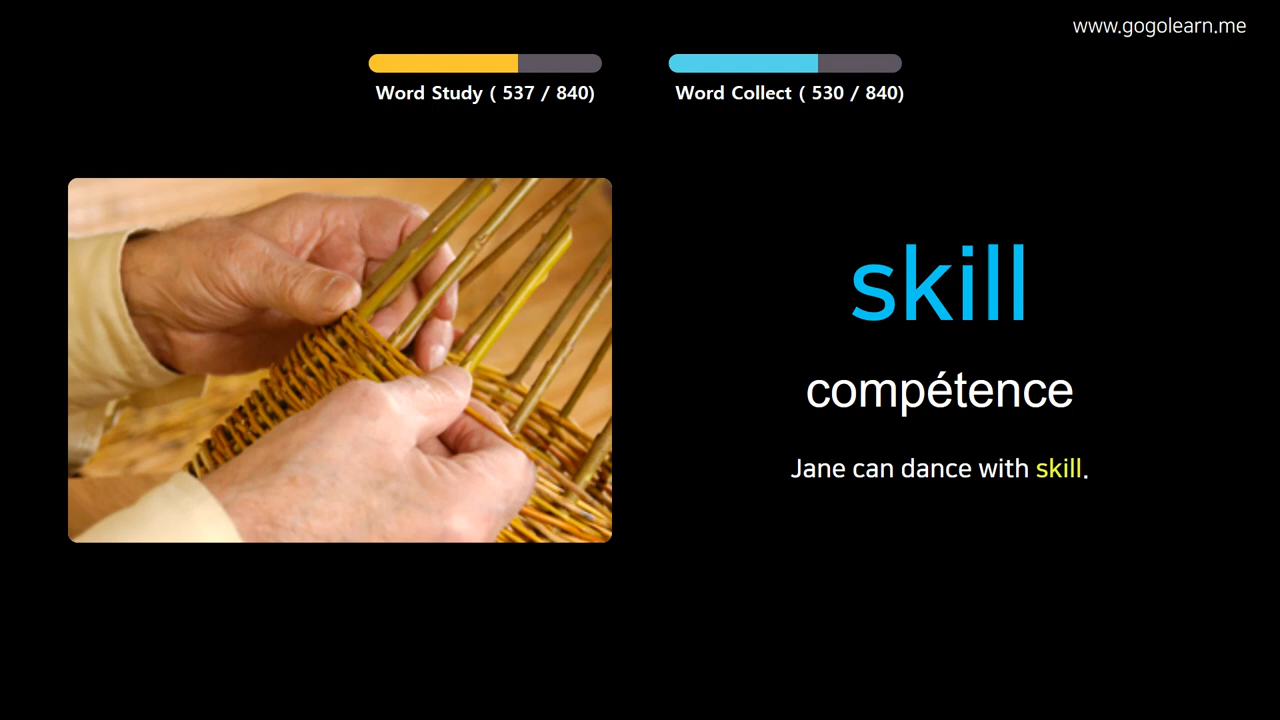 www.gogolearn.me
Word Study ( 537 / 840)
Word Collect ( 530 / 840)
skill
compétence
Jane can dance with skill.